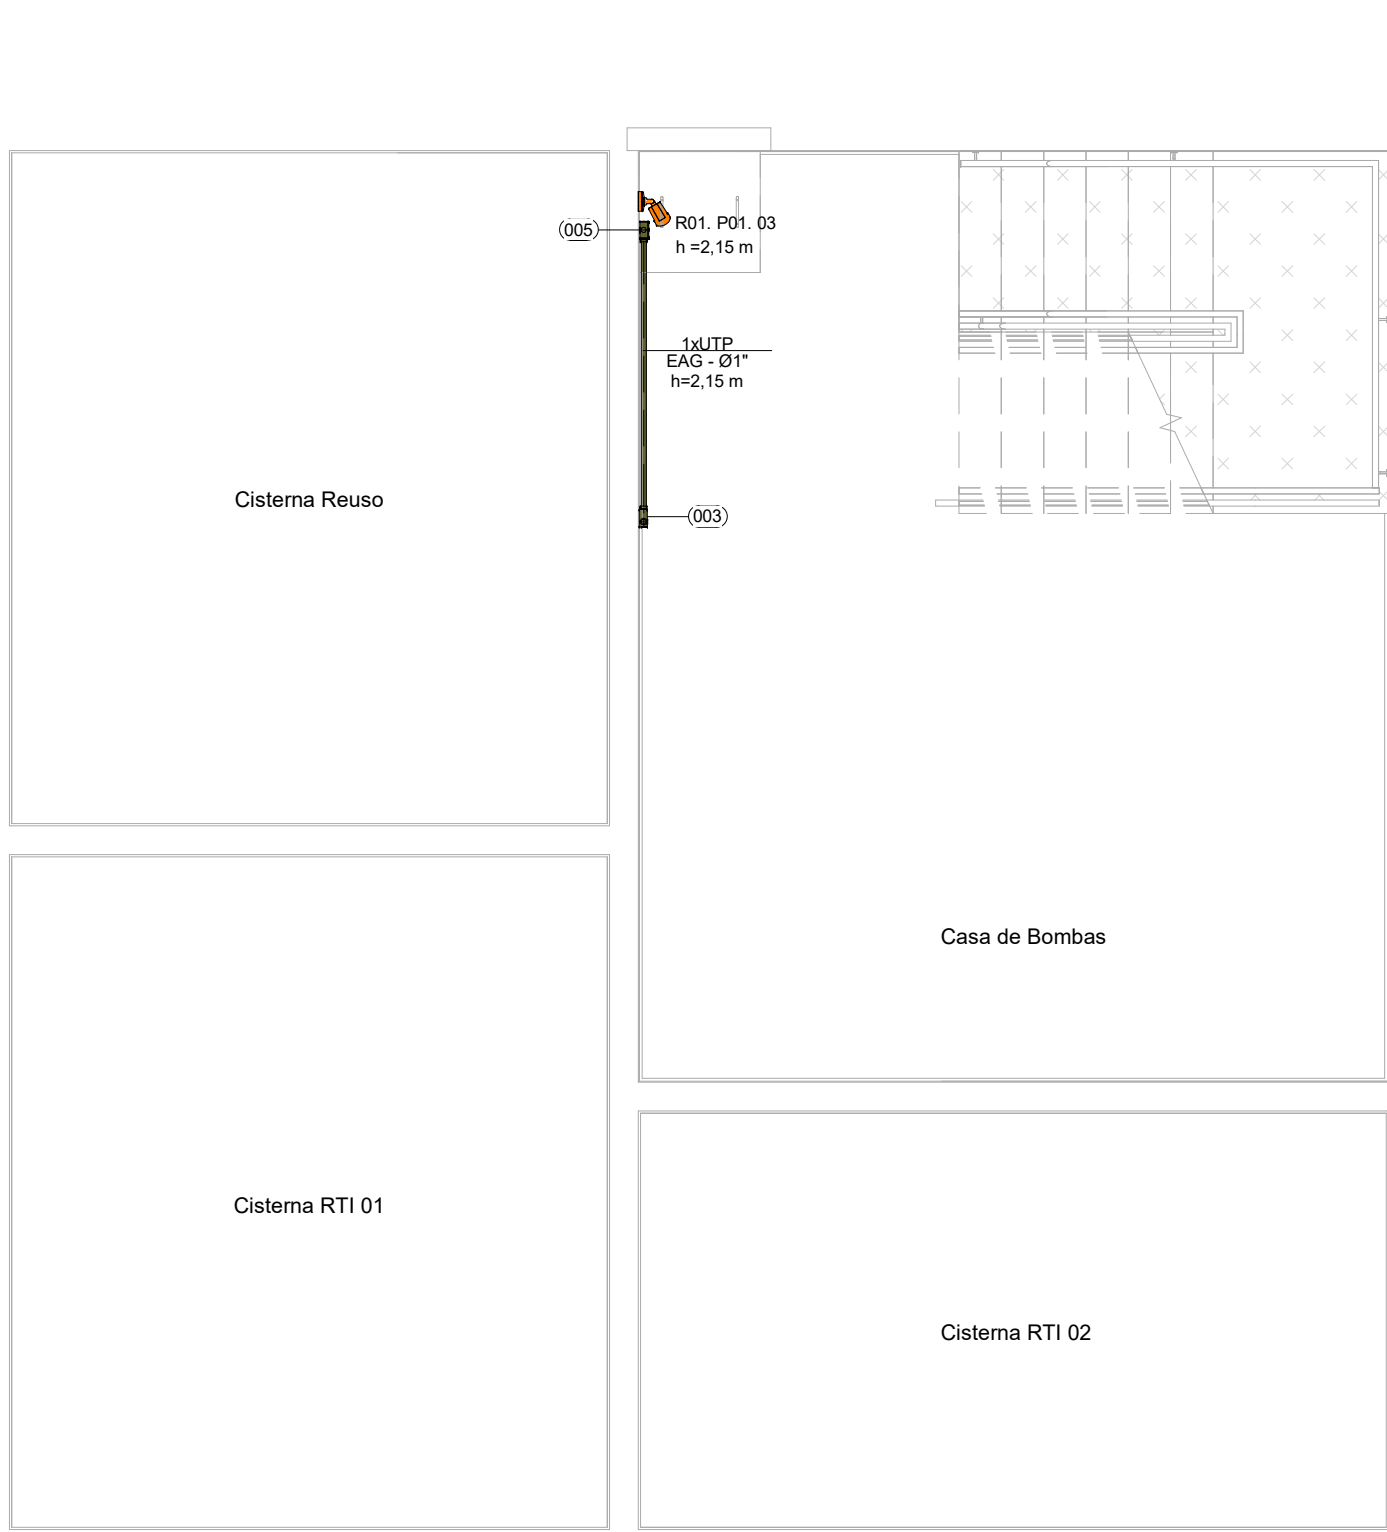 R01. P01. 03
(005)
h =2,15 m
1xUTP
EAG - Ø1"
h=2,15 m
Cisterna Reuso
(003)
Casa de Bombas
Cisterna RTI 01
Cisterna RTI 02